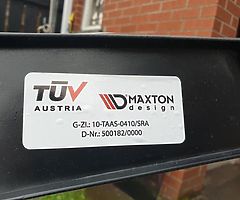 TÜV
AUSTRIA
MAXTON
design
G-Zl.: 10-TAAS-0410/SRA
D-Nr.: 500182/0000